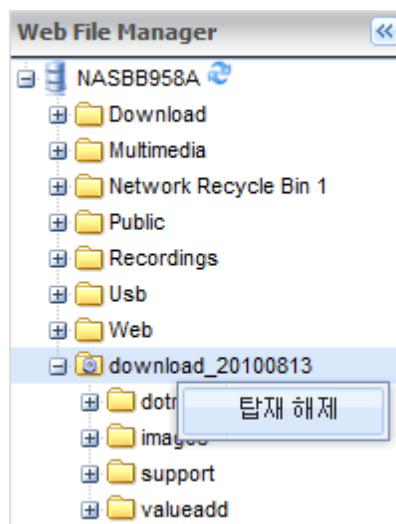 Web File Manager
NASBB958A
Download
Multimedia
Network Recycle Bin 1
Public
Recordings
Usb
Web
download_20100813
탑재 해제
images
support
valueadd